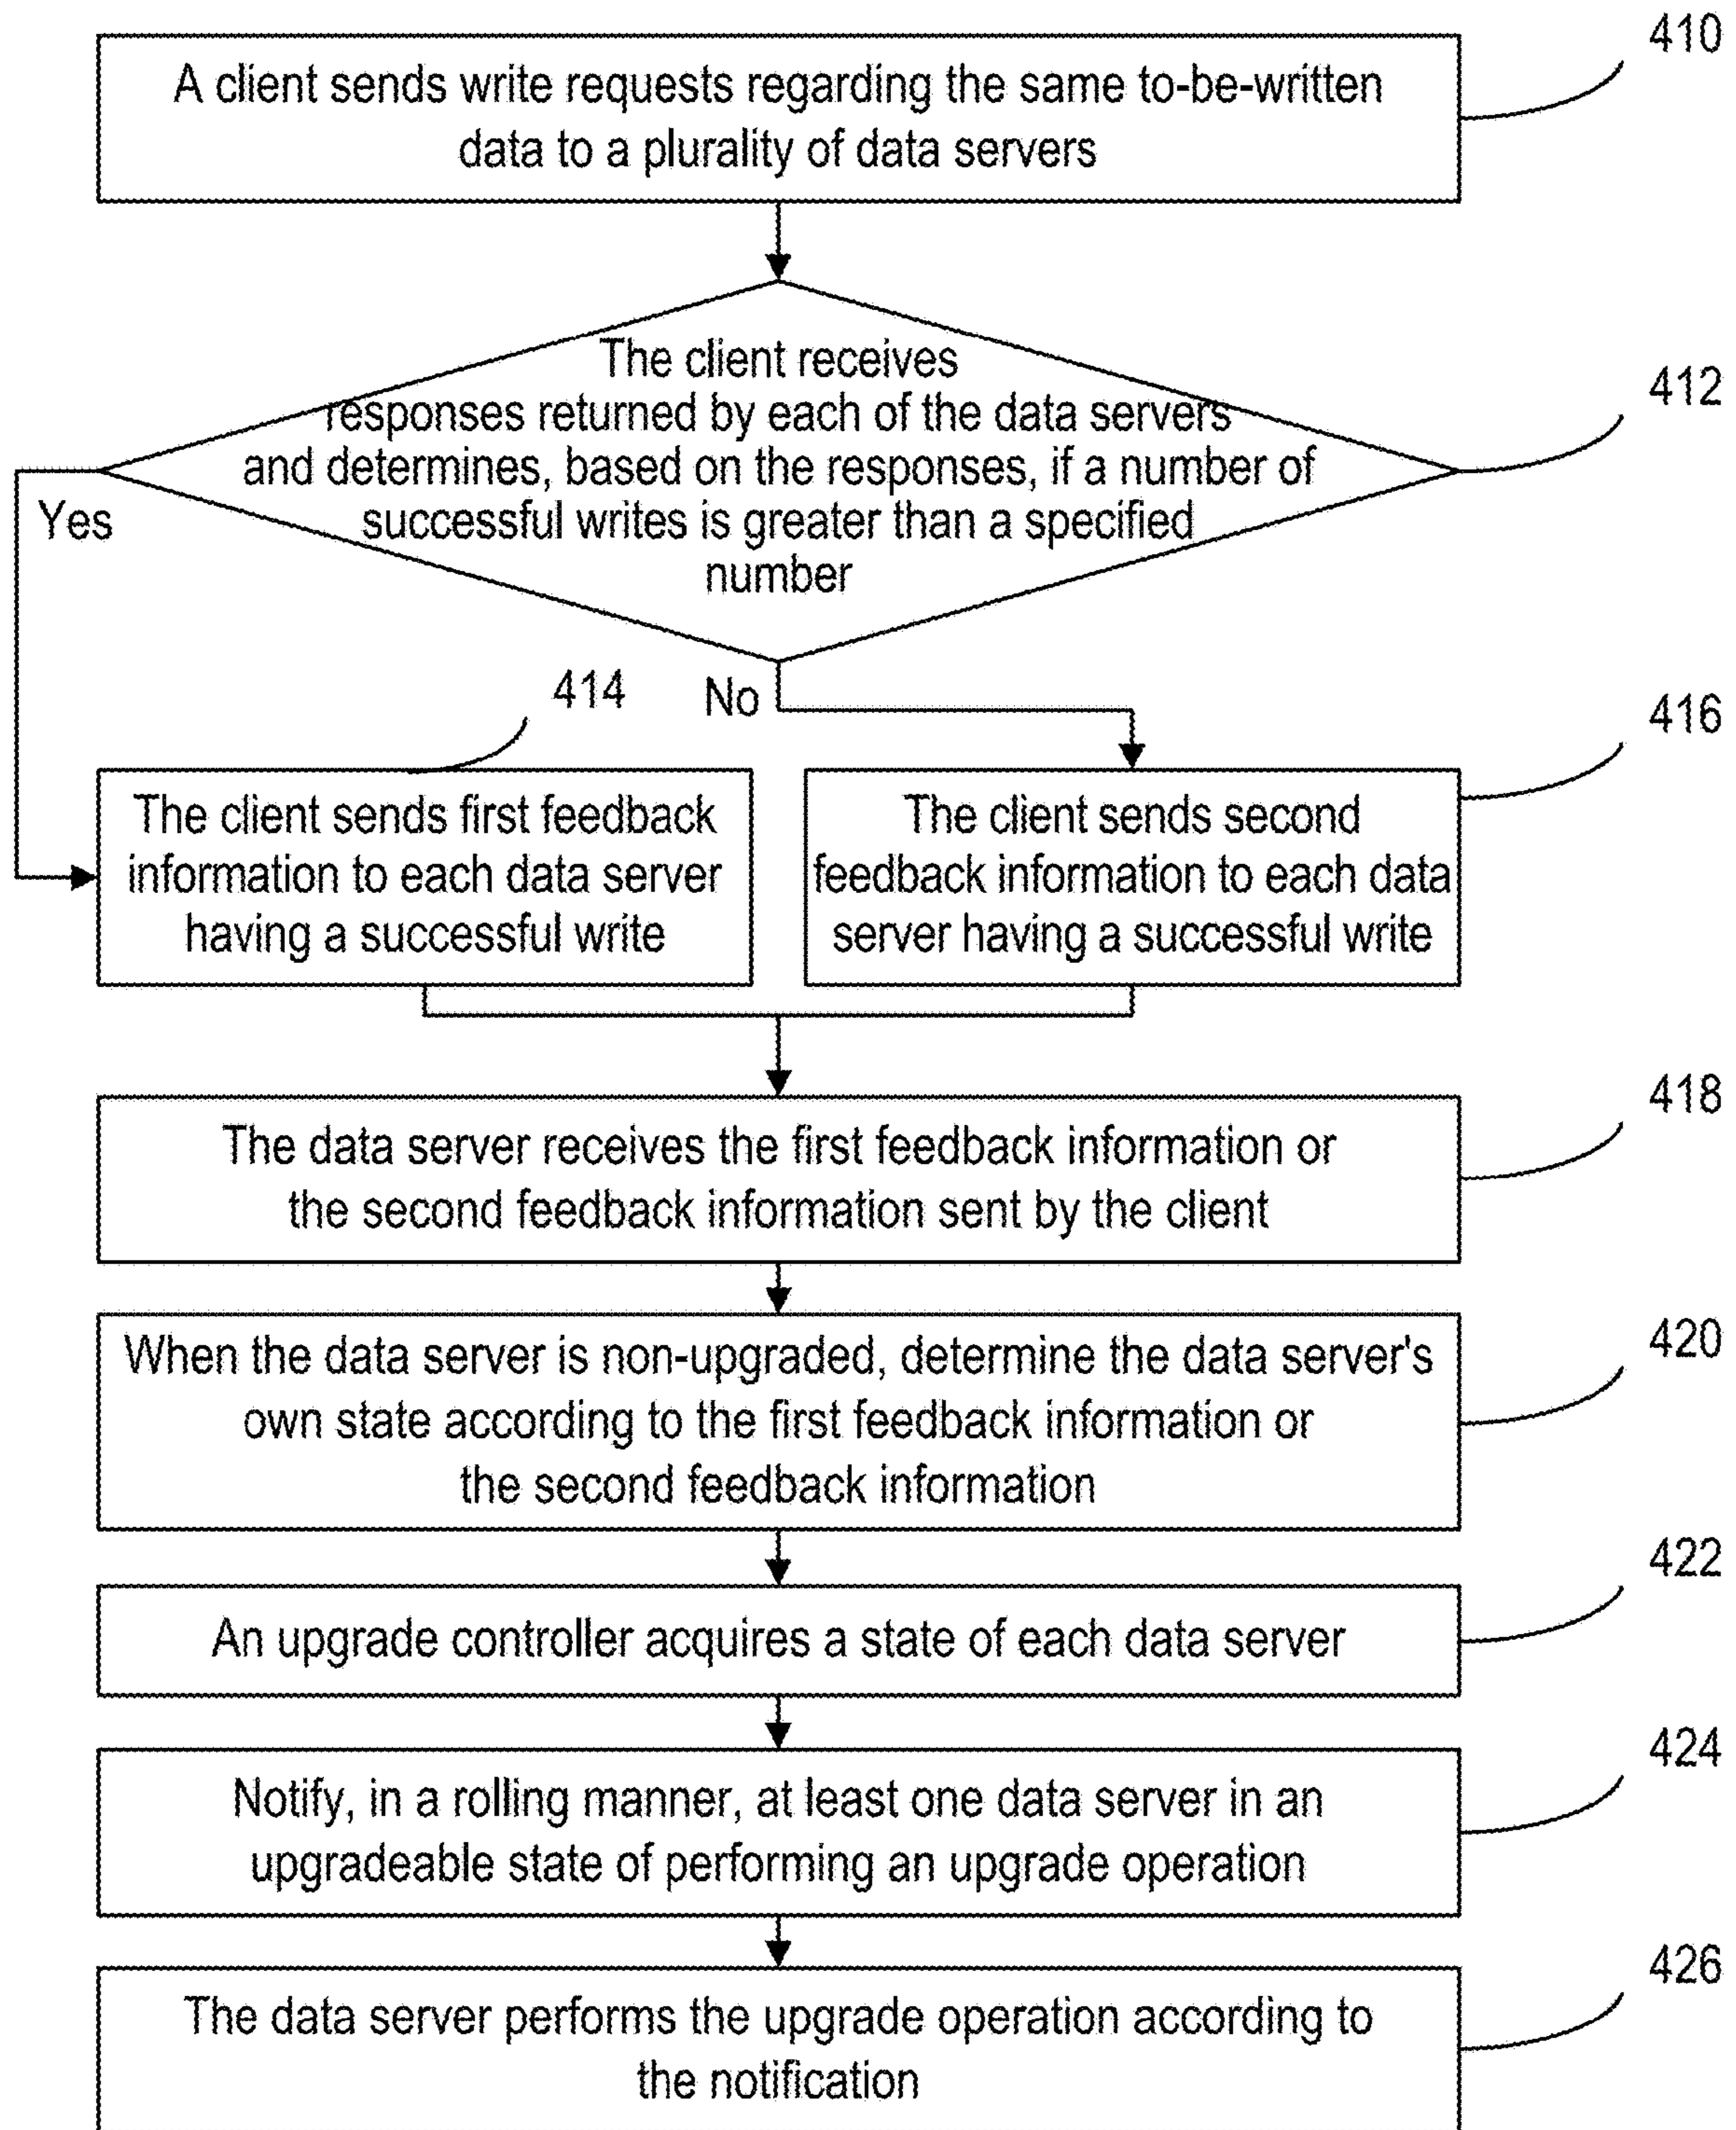 410
A client sends write requests regarding the same to-be-written
data to a plurality of data servers
The client receives
responses returned by each of the data servers
and determines, based on the responses, if a number of
successful writes is greater than a specified
number
412
Yes
No
414
The client sends first feedback
information to each data server
having a successful write
416
The client sends second
feedback information to each data
server having a successful write
418
The data server receives the first feedback information or
the second feedback information sent by the client
420
When the data server is non-upgraded, determine the data server's
own state according to the first feedback information or
the second feedback information
422
An upgrade controller acquires a state of each data server
424
Notify, in a rolling manner, at least one data server in an
upgradeable state of performing an upgrade operation
426
The data server performs the upgrade operation according to
the notification